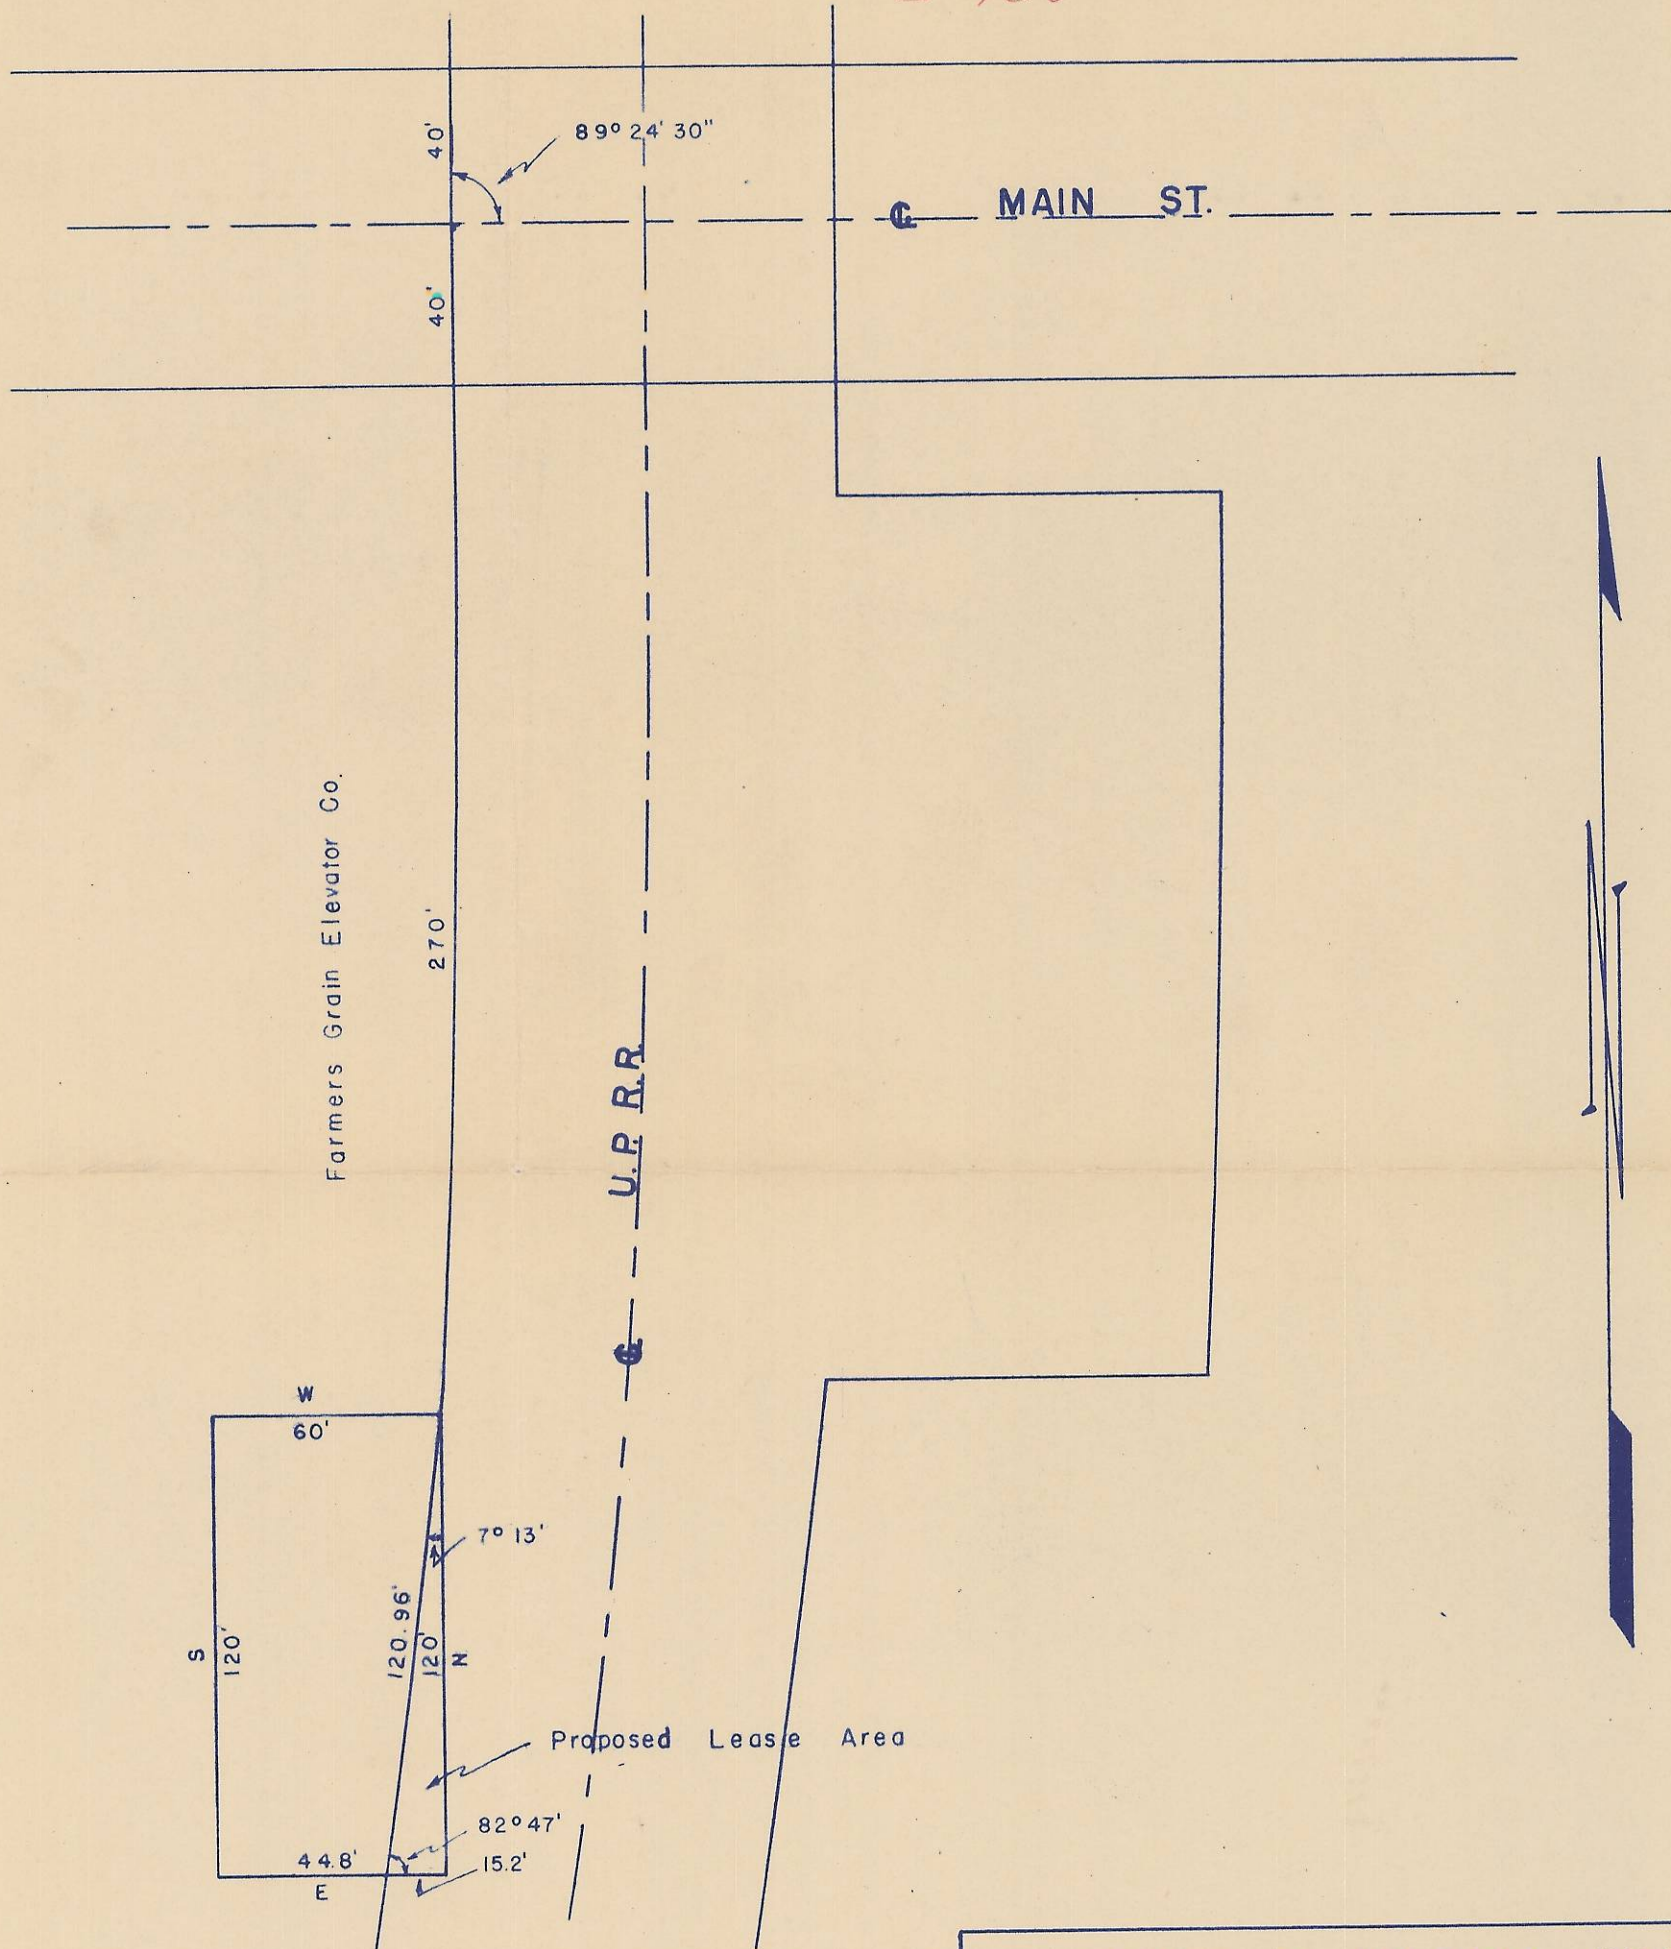 40'
89° 24' 30"
℄ MAIN ST.
40'
Farmers Grain Elevator Co.
270'
U.P. R.R.
℄
N
W
60'
7° 13'
S
120'
120.96'
120'
N
Proposed Lease Area
82° 47'
44.8'
15.2'
E